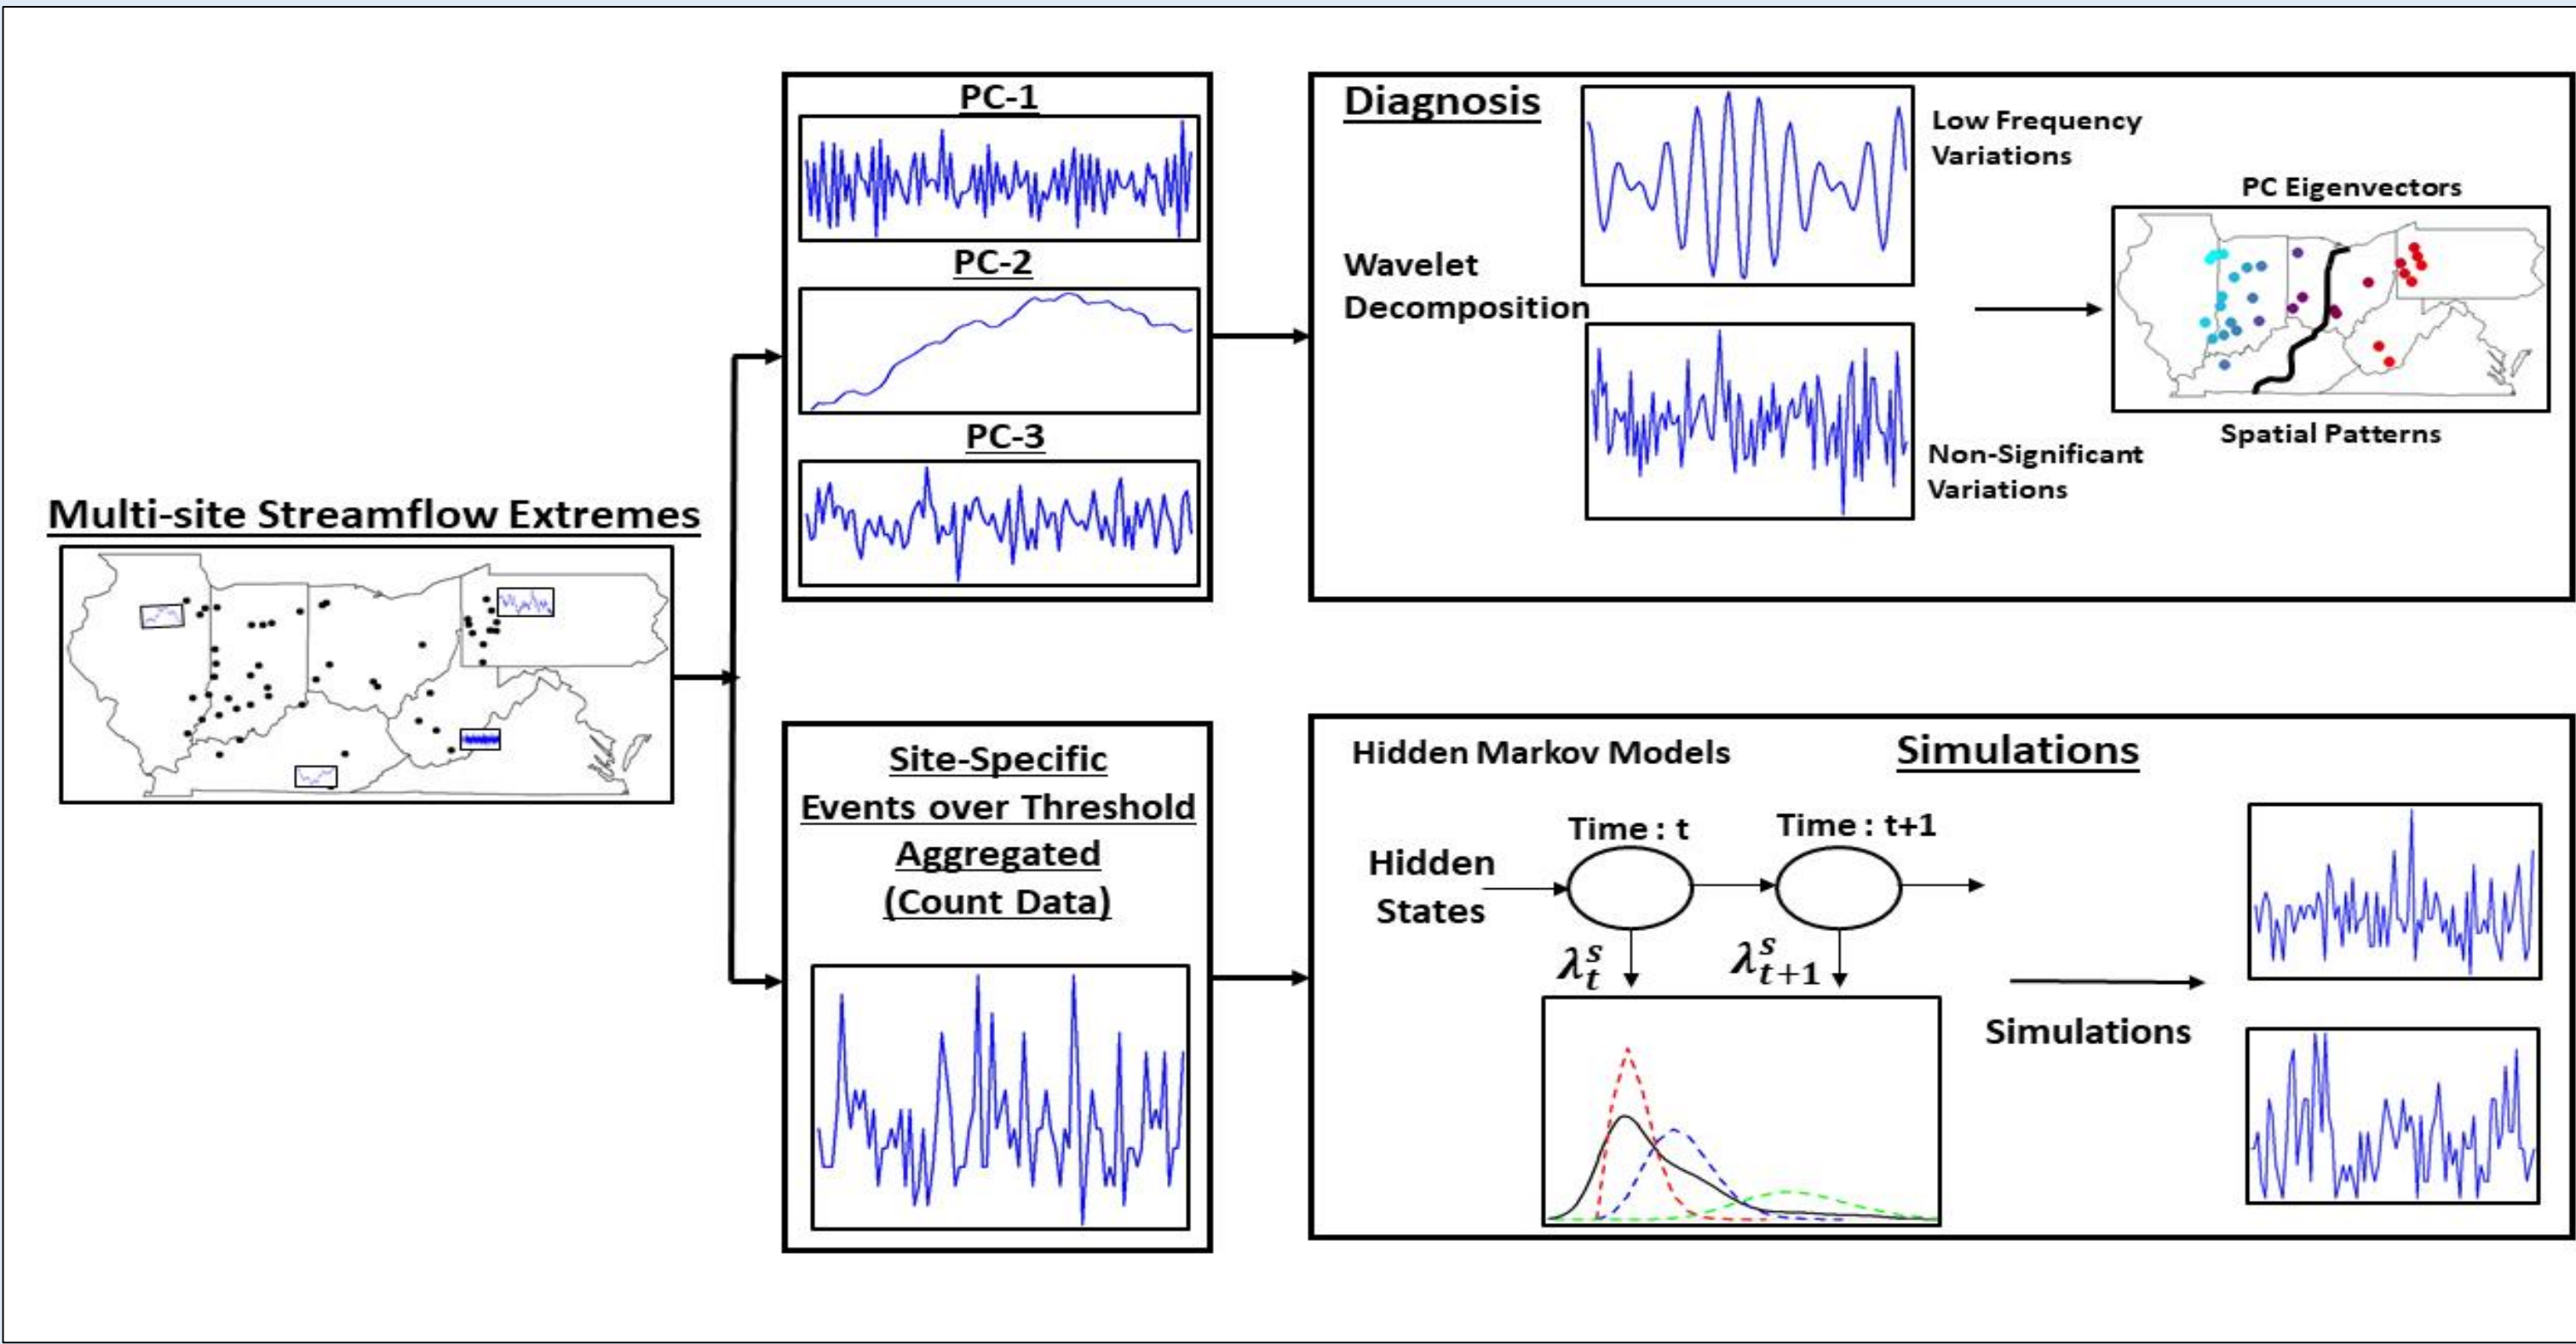 Multi-site Streamflow Extremes
PC-1
PC-2
PC-3
Diagnosis
Wavelet
Decomposition
Low Frequency
Variations
Non-Significant
Variations
PC Eigenvectors
Spatial Patterns
Site-Specific
Events over Threshold
Aggregated
(Count Data)
Hidden Markov Models
Simulations
Hidden
States
Time : t
Time : t+1
λ_t^s
λ_{t+1}^s
Simulations